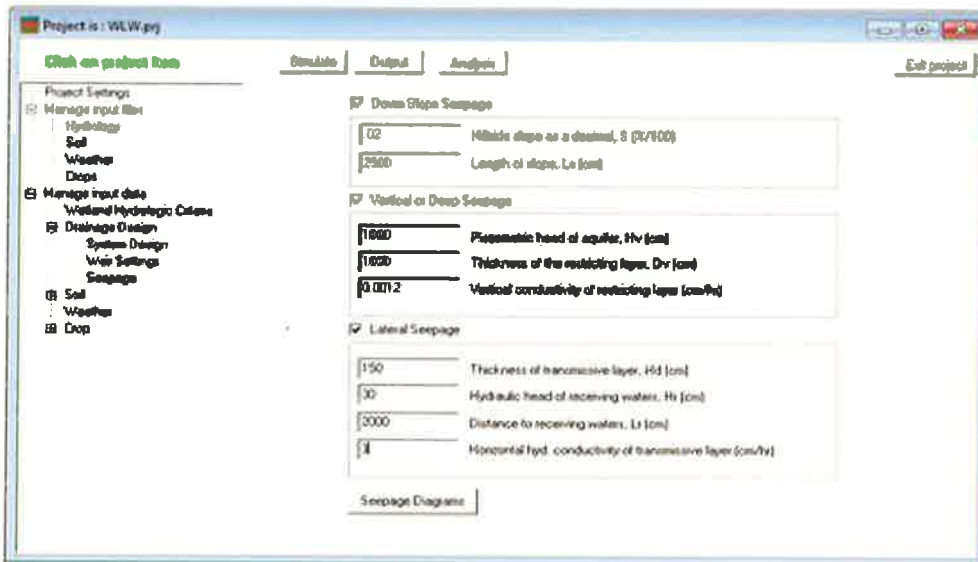 Project is : WLW.prj
Click on project item
Simulate
Output
Analysis
Exit project
Project Settings
Manage input files
Hydrology
Soil
Weather
Crops
Manage input data
Wetland Hydrologic Criteria
Drainage Design
System Design
Weir Settings
Seepage
Soil
Weather
Crop
Down Slope Seepage
.02 Hillside slope as a decimal, S (X/100)
2500 Length of slope, Ls (cm)
Vertical or Deep Seepage
Piezometric head of aquifer, Hv (cm)
Thickness of the restricting layer, Dv (cm)
0.0012 Vertical conductivity of restricting layer (cm/hr)
Lateral Seepage
150 Thickness of transmissive layer, Hd (cm)
30 Hydraulic head of receiving waters, Hr (cm)
2000 Distance to receiving waters, Lr (cm)
Horizontal hyd. conductivity of transmissive layer (cm/hr)
Seepage Diagrams